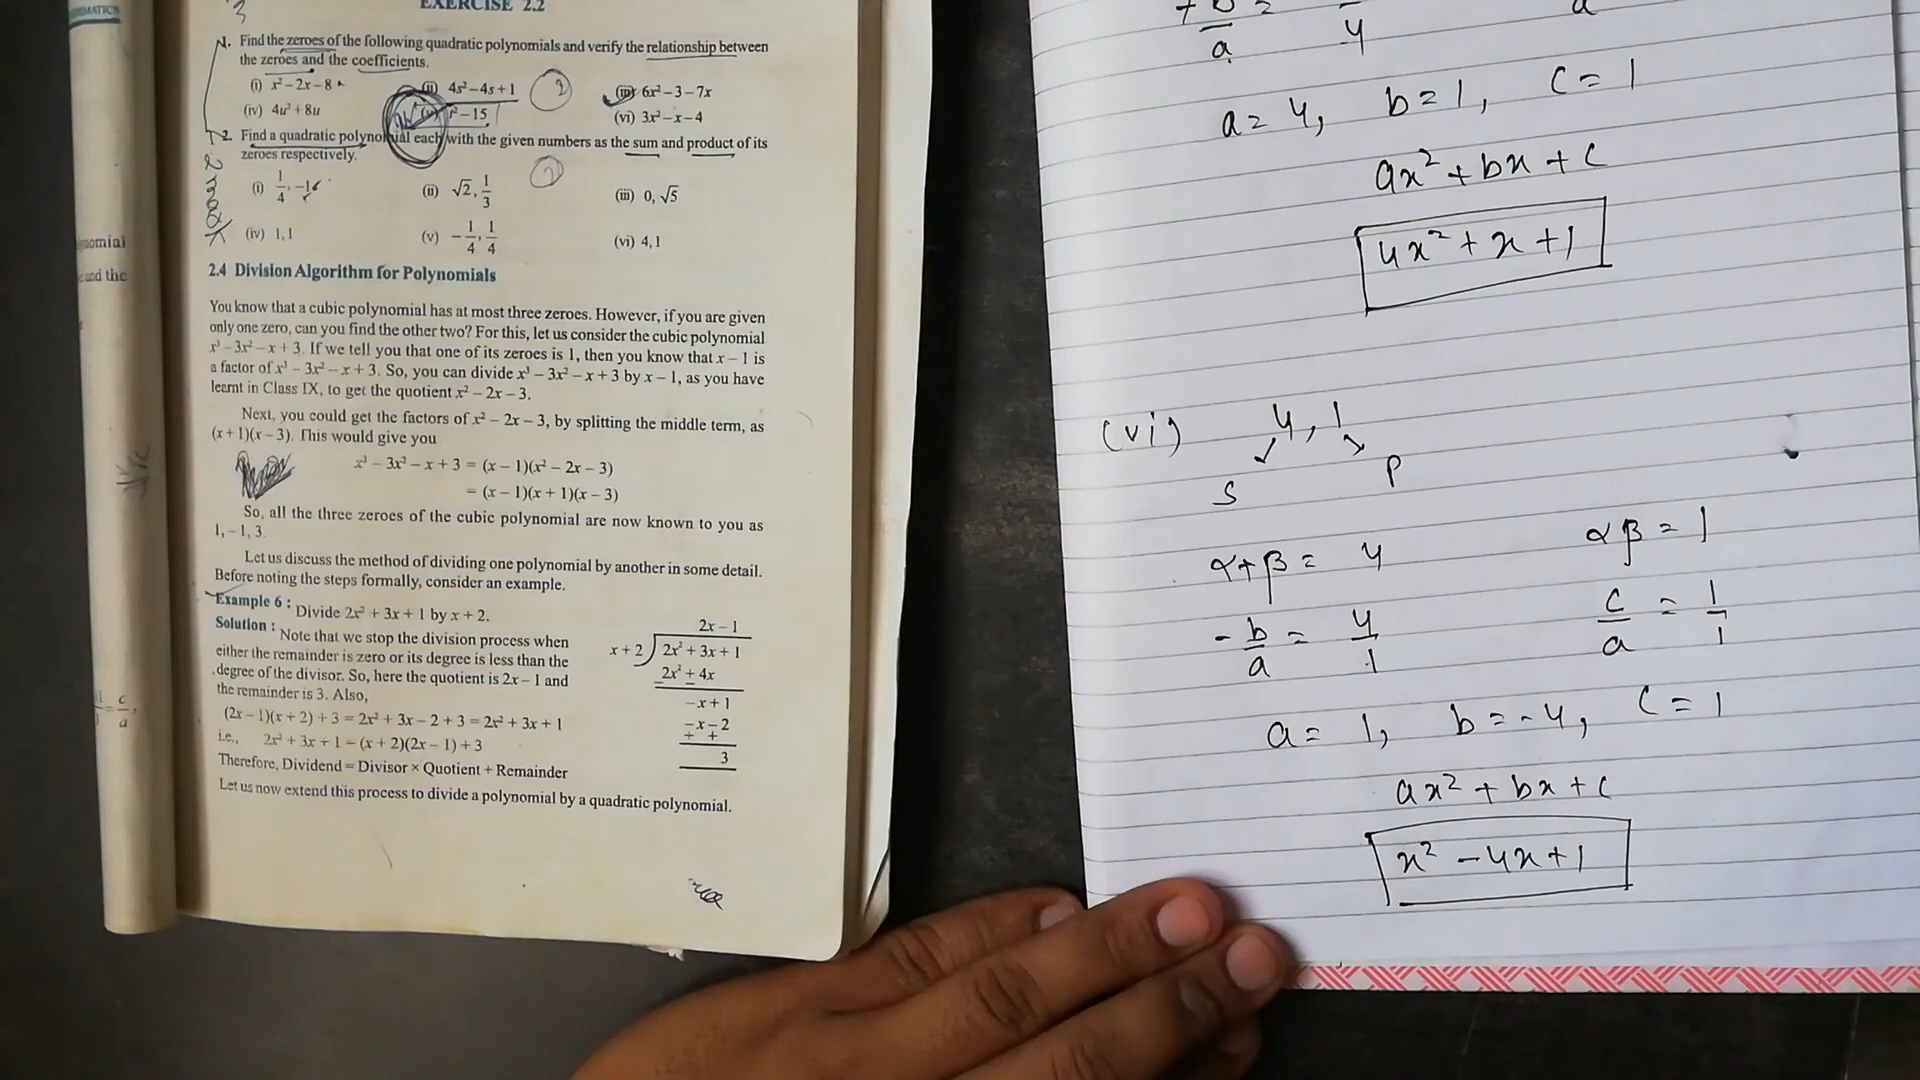 EXERCISE 2.2
1. Find the zeroes of the following quadratic polynomials and verify the relationship between
the zeroes and the coefficients.
(i) x² – 2x – 8 (ii) 4s² – 4s + 1 (iii) 6x² – 3 – 7x
(iv) 4u² + 8u (v) t² – 15 (vi) 3x² – x – 4
2. Find a quadratic polynomial each with the given numbers as the sum and product of its
zeroes respectively.
(i) 1/4, –1 (ii) √2, 1/3 (iii) 0, √5
(iv) 1, 1 (v) –1/4, 1/4 (vi) 4, 1
2.4 Division Algorithm for Polynomials
You know that a cubic polynomial has at most three zeroes. However, if you are given
only one zero, can you find the other two? For this, let us consider the cubic polynomial
x³ – 3x² – x + 3. If we tell you that one of its zeroes is 1, then you know that x – 1 is
a factor of x³ – 3x² – x + 3. So, you can divide x³ – 3x² – x + 3 by x – 1, as you have
learnt in Class IX, to get the quotient x² – 2x – 3.
Next, you could get the factors of x² – 2x – 3, by splitting the middle term, as
(x + 1)(x – 3). This would give you
x³ – 3x² – x + 3 = (x – 1)(x² – 2x – 3)
= (x – 1)(x + 1)(x – 3)
So, all the three zeroes of the cubic polynomial are now known to you as
1, – 1, 3.
Let us discuss the method of dividing one polynomial by another in some detail.
Before noting the steps formally, consider an example.
Example 6 : Divide 2x² + 3x + 1 by x + 2.
Solution : Note that we stop the division process when
either the remainder is zero or its degree is less than the
degree of the divisor. So, here the quotient is 2x – 1 and
the remainder is 3. Also,
(2x – 1)(x + 2) + 3 = 2x² + 3x – 2 + 3 = 2x² + 3x + 1
i.e., 2x² + 3x + 1 = (x + 2)(2x – 1) + 3
Therefore, Dividend = Divisor × Quotient + Remainder
Let us now extend this process to divide a polynomial by a quadratic polynomial.
2x – 1
x + 2 ) 2x² + 3x + 1
2x² + 4x
– –
– x + 1
– x – 2
+ +
3
a = 4, b = 1, c = 1
ax² + bx + c
4x² + x + 1
(vi) 4, 1
S P
α + β = 4 αβ = 1
-b/a = 4/1 c/a = 1/1
a = 1, b = -4, c = 1
ax² + bx + c
x² - 4x + 1